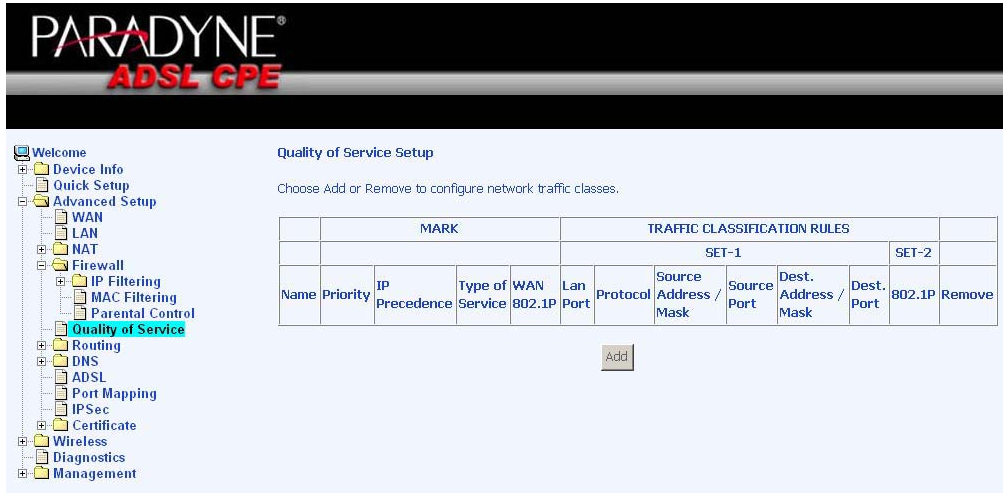 PARADYNE®
ADSL CPE
Welcome
Device Info
Quick Setup
Advanced Setup
WAN
LAN
NAT
Firewall
IP Filtering
MAC Filtering
Parental Control
Quality of Service
Routing
DNS
ADSL
Port Mapping
IPSec
Certificate
Wireless
Diagnostics
Management
Quality of Service Setup
Choose Add or Remove to configure network traffic classes.
MARK TRAFFIC CLASSIFICATION RULES
SET-1 SET-2
Name Priority IP Precedence Type of Service WAN 802.1P Lan Port Protocol Source Address / Mask Source Port Dest. Address / Mask Dest. Port 802.1P Remove
Add